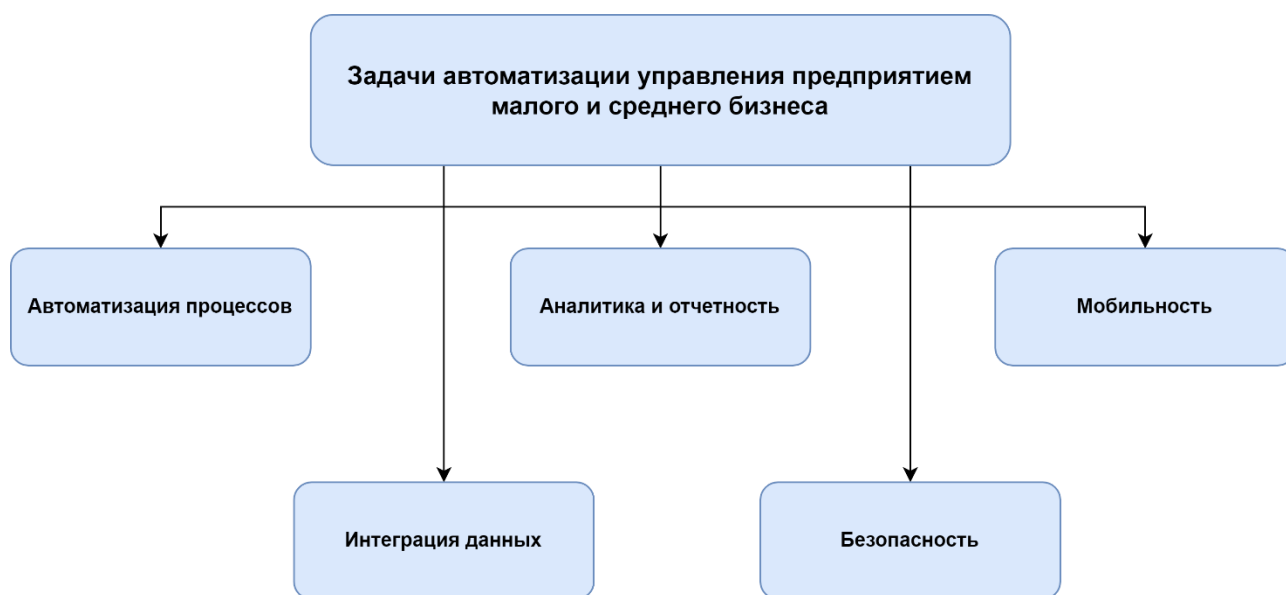 Задачи автоматизации управления предприятием
малого и среднего бизнеса
Автоматизация процессов
Аналитика и отчетность
Мобильность
Интеграция данных
Безопасность